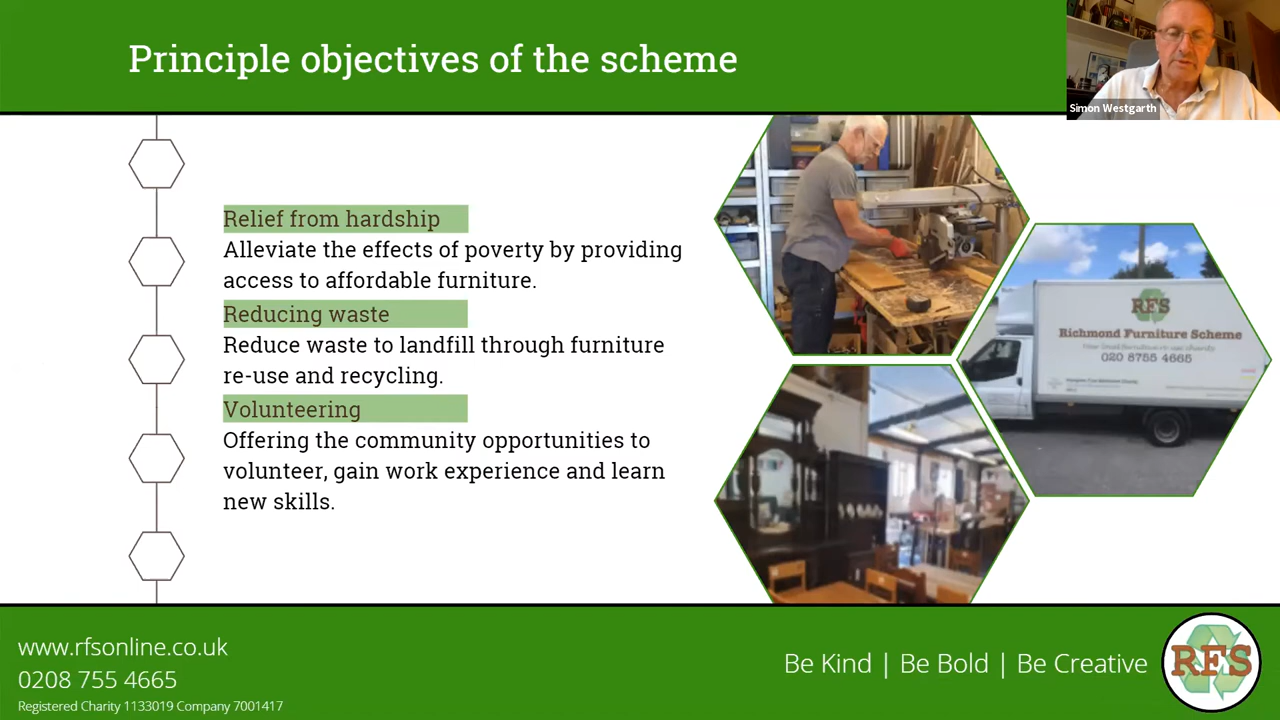 Principle objectives of the scheme
Simon Westgarth
Relief from hardship
Alleviate the effects of poverty by providing
access to affordable furniture.
Reducing waste
Reduce waste to landfill through furniture
re-use and recycling.
Volunteering
Offering the community opportunities to
volunteer, gain work experience and learn
new skills.
RFS
Richmond Furniture Scheme
020 8755 4665
www.rfsonline.co.uk
0208 755 4665
Registered Charity 1133019 Company 7001417
Be Kind | Be Bold | Be Creative
RFS